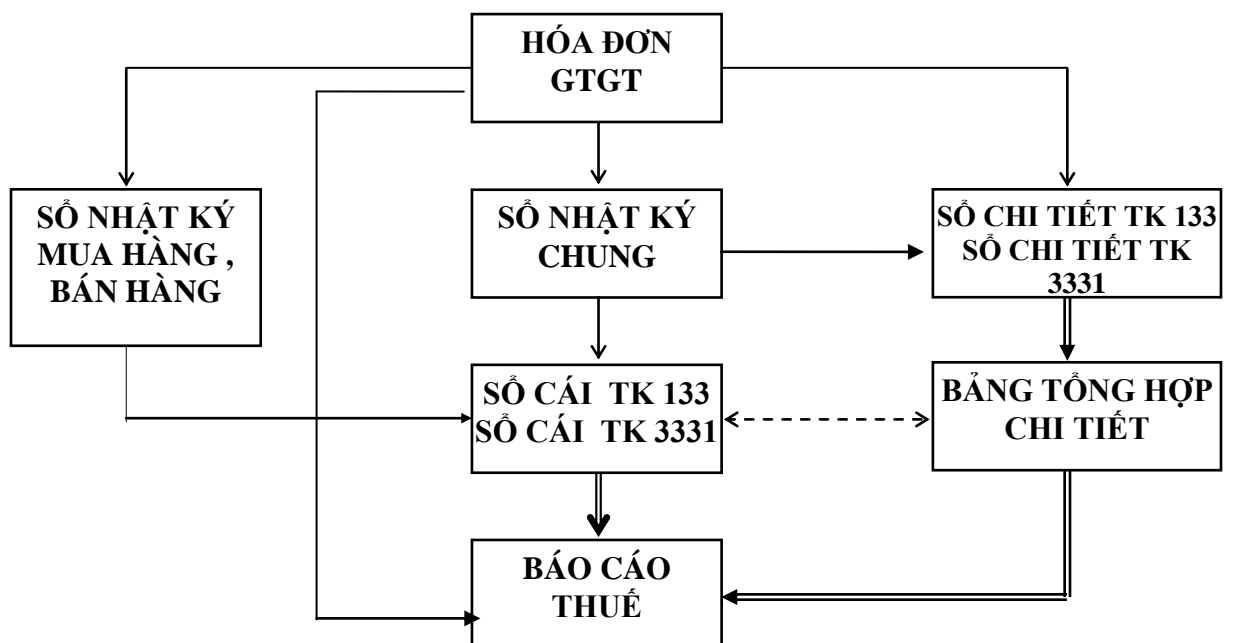 HÓA ĐƠN
GTGT
SỔ NHẬT KÝ
MUA HÀNG ,
BÁN HÀNG
SỔ NHẬT KÝ
CHUNG
SỔ CHI TIẾT TK 133
SỔ CHI TIẾT TK
3331
SỔ CÁI TK 133
SỔ CÁI TK 3331
BẢNG TỔNG HỢP
CHI TIẾT
BÁO CÁO
THUẾ